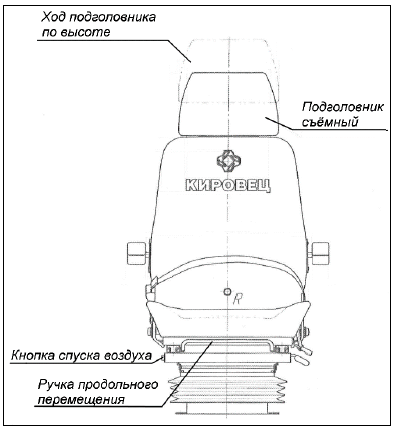 Ход подголовника
по высоте
Подголовник
съёмный
КИРОВЕЦ
R
Кнопка спуска воздуха
Ручка продольного
перемещения